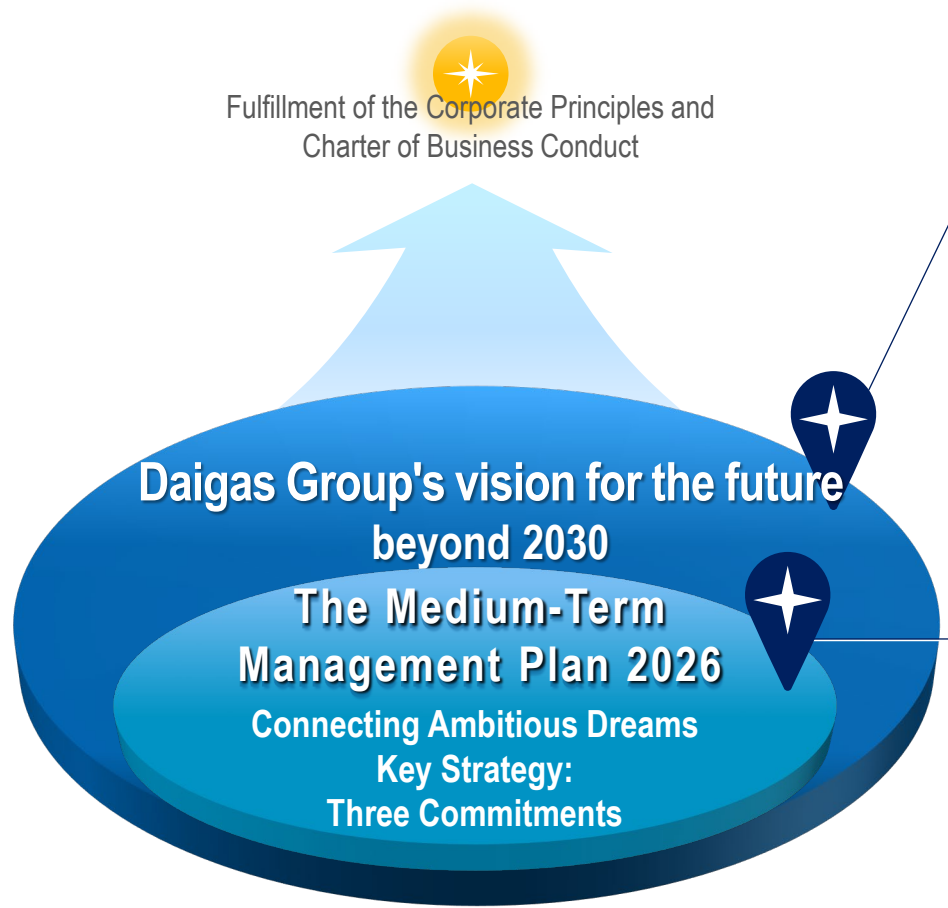 Fulfillment of the Corporate Principles and
Charter of Business Conduct
Daigas Group's vision for the future
beyond 2030
The Medium-Term
Management Plan 2026
Connecting Ambitious Dreams
Key Strategy:
Three Commitments